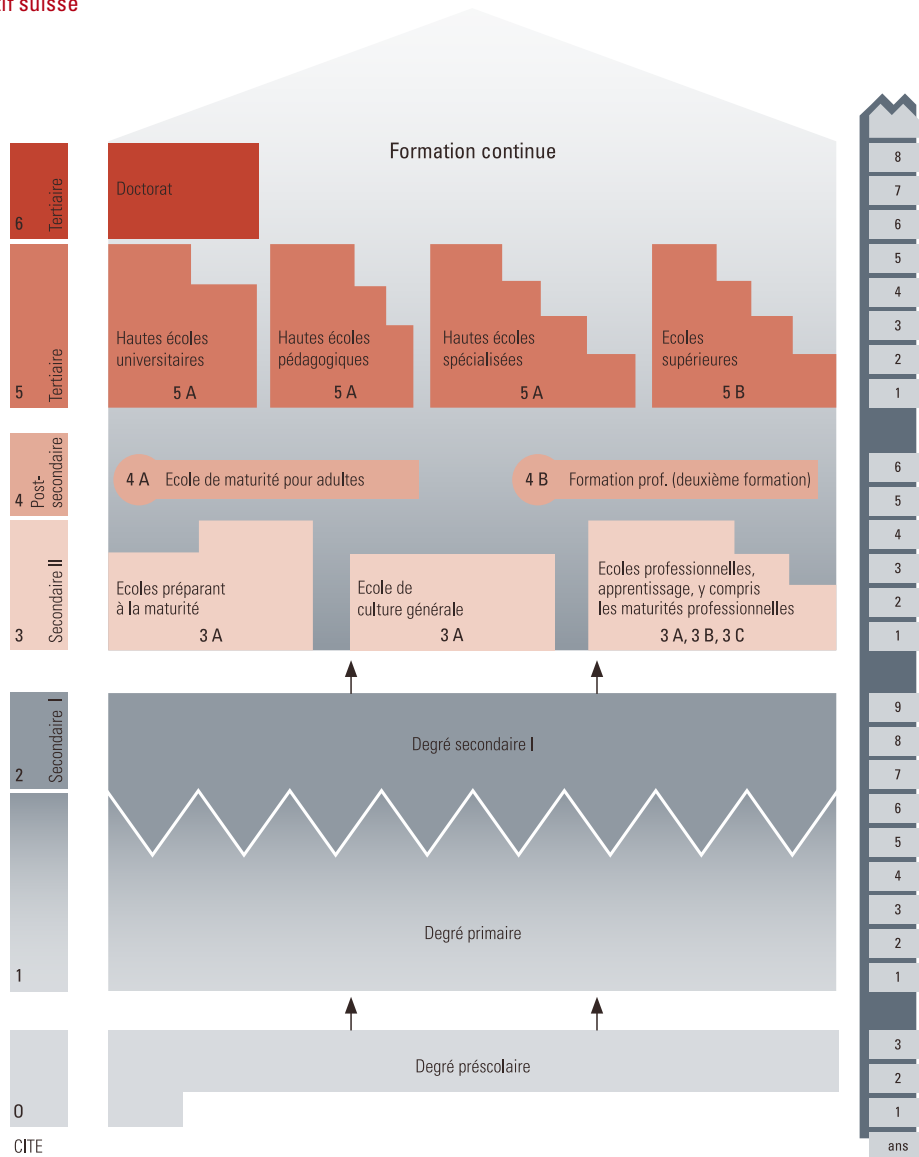 tif suisse
Formation continue
6 Tertiaire
Doctorat
8
7
6
5 Tertiaire
Hautes écoles
universitaires
5 A
Hautes écoles
pédagogiques
5 A
Hautes écoles
spécialisées
5 A
Ecoles
supérieures
5 B
5
4
3
2
1
4 Post-
secondaire
4 A Ecole de maturité pour adultes
4 B Formation prof. (deuxième formation)
6
5
3 Secondaire II
Ecoles préparant
à la maturité
3 A
Ecole de
culture générale
3 A
Ecoles professionnelles,
apprentissage, y compris
les maturités professionnelles
3 A, 3 B, 3 C
4
3
2
1
2 Secondaire I
Degré secondaire I
9
8
7
6
5
4
3
2
1
1
Degré primaire
0
Degré préscolaire
3
2
1
CITE
ans